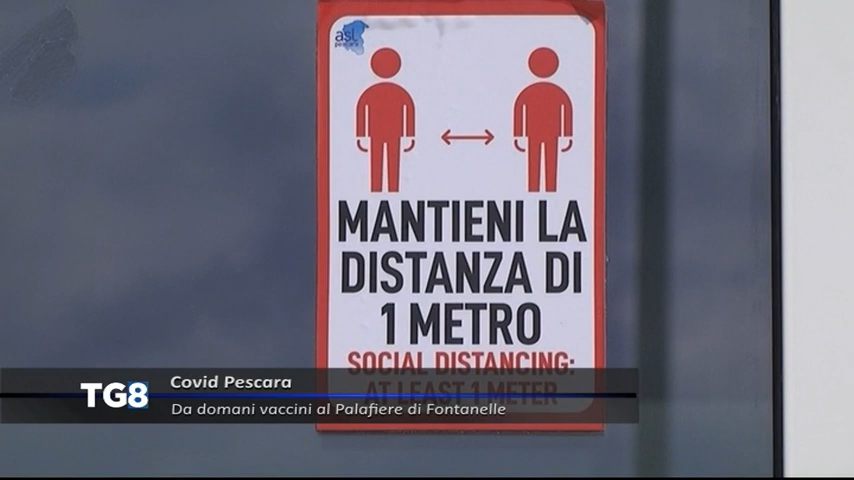 asl
pescara
MANTIENI LA
DISTANZA DI
1 METRO
SOCIAL DISTANCING:
AT LEAST 1 METER
TG8
Covid Pescara
Da domani vaccini al Palafiere di Fontanelle